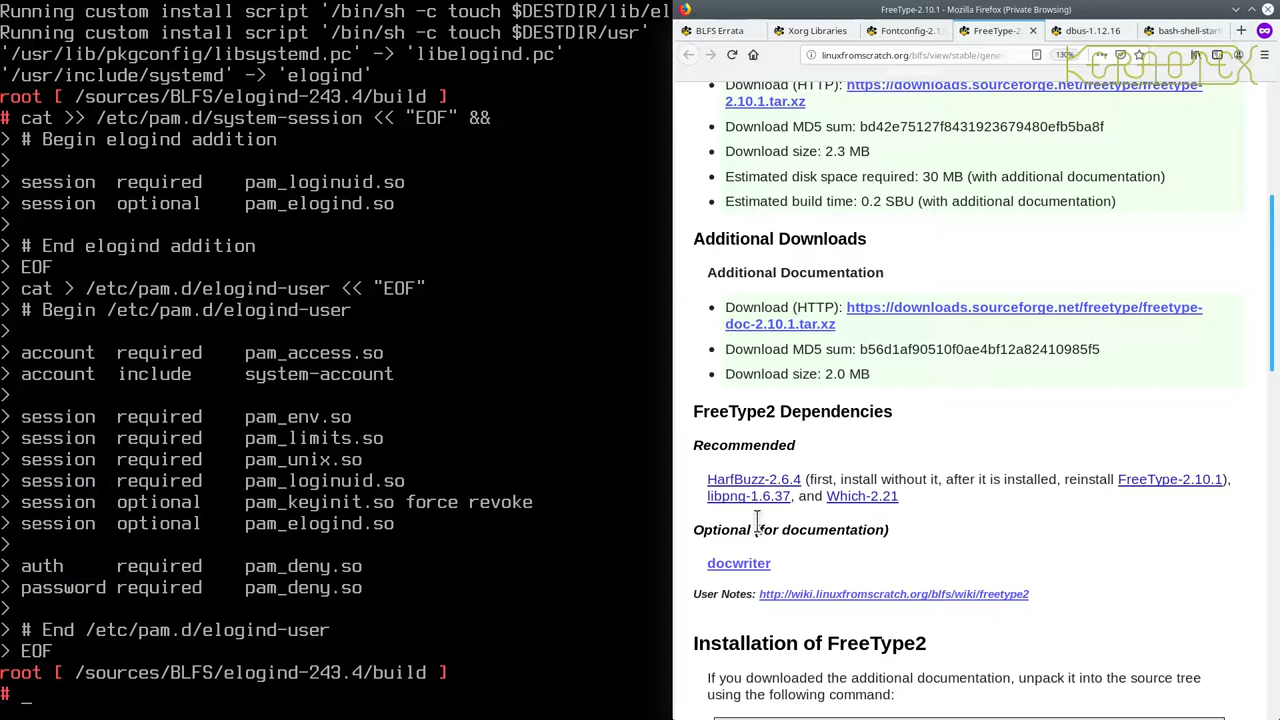 Running custom install script '/bin/sh -c touch $DESTDIR/lib/el
Running custom install script '/bin/sh -c touch $DESTDIR/usr'
'/usr/lib/pkgconfig/libsystemd.pc' -> 'libelogind.pc'
'/usr/include/systemd' -> 'elogind'
root [ /sources/BLFS/elogind-243.4/build ]
# cat >> /etc/pam.d/system-session << "EOF" &&
> # Begin elogind addition
>
> session  required    pam_loginuid.so
> session  optional    pam_elogind.so
>
> # End elogind addition
> EOF
> cat > /etc/pam.d/elogind-user << "EOF"
> # Begin /etc/pam.d/elogind-user
>
> account  required    pam_access.so
> account  include     system-account
>
> session  required    pam_env.so
> session  required    pam_limits.so
> session  required    pam_unix.so
> session  required    pam_loginuid.so
> session  optional    pam_keyinit.so force revoke
> session  optional    pam_elogind.so
>
> auth     required    pam_deny.so
> password required    pam_deny.so
>
> # End /etc/pam.d/elogind-user
> EOF
root [ /sources/BLFS/elogind-243.4/build ]
# _
FreeType-2.10.1 - Mozilla Firefox (Private Browsing)
BLFS Errata
Xorg Libraries
Fontconfig-2.1
FreeType-2.
dbus-1.12.16
bash-shell-start
linuxfromscratch.org/blfs/view/stable/gene
130%
Download (HTTP): https://downloads.sourceforge.net/freetype/freetype-
2.10.1.tar.xz
Download MD5 sum: bd42e75127f8431923679480efb5ba8f
Download size: 2.3 MB
Estimated disk space required: 30 MB (with additional documentation)
Estimated build time: 0.2 SBU (with additional documentation)
Additional Downloads
Additional Documentation
Download (HTTP): https://downloads.sourceforge.net/freetype/freetype-
doc-2.10.1.tar.xz
Download MD5 sum: b56d1af90510f0ae4bf12a82410985f5
Download size: 2.0 MB
FreeType2 Dependencies
Recommended
HarfBuzz-2.6.4 (first, install without it, after it is installed, reinstall FreeType-2.10.1),
libpng-1.6.37, and Which-2.21
Optional (for documentation)
docwriter
User Notes: http://wiki.linuxfromscratch.org/blfs/wiki/freetype2
Installation of FreeType2
If you downloaded the additional documentation, unpack it into the source tree
using the following command: